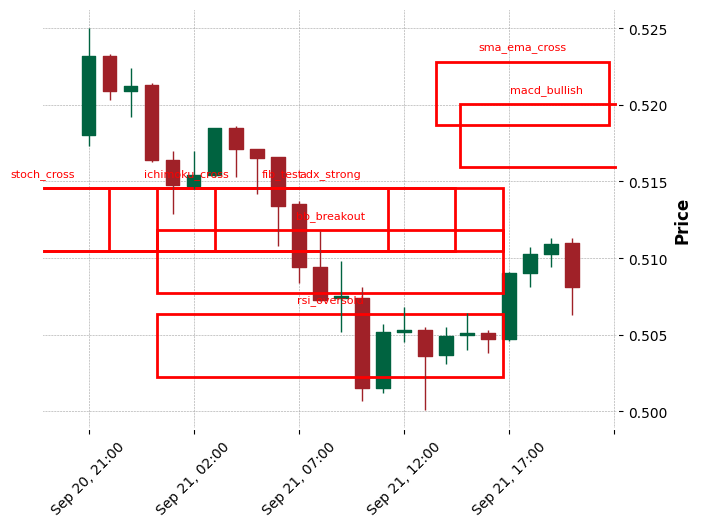 sma_ema_cross
macd_bullish
stoch_cross
ichimoku_cross
adx_strong
rsi_oversold
0.525
0.520
0.515
0.510
0.505
0.500
Price
Sep 20, 21:00
Sep 21, 02:00
Sep 21, 07:00
Sep 21, 12:00
Sep 21, 17:00